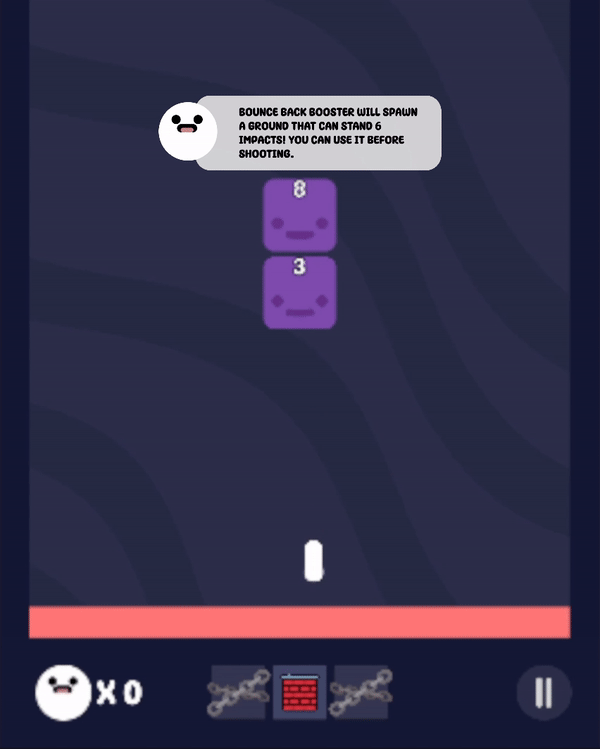 BOUNCE BACK BOOSTER WILL SPAWN
A GROUND THAT CAN STAND 6
IMPACTS! YOU CAN USE IT BEFORE
SHOOTING.
8
3
X 0